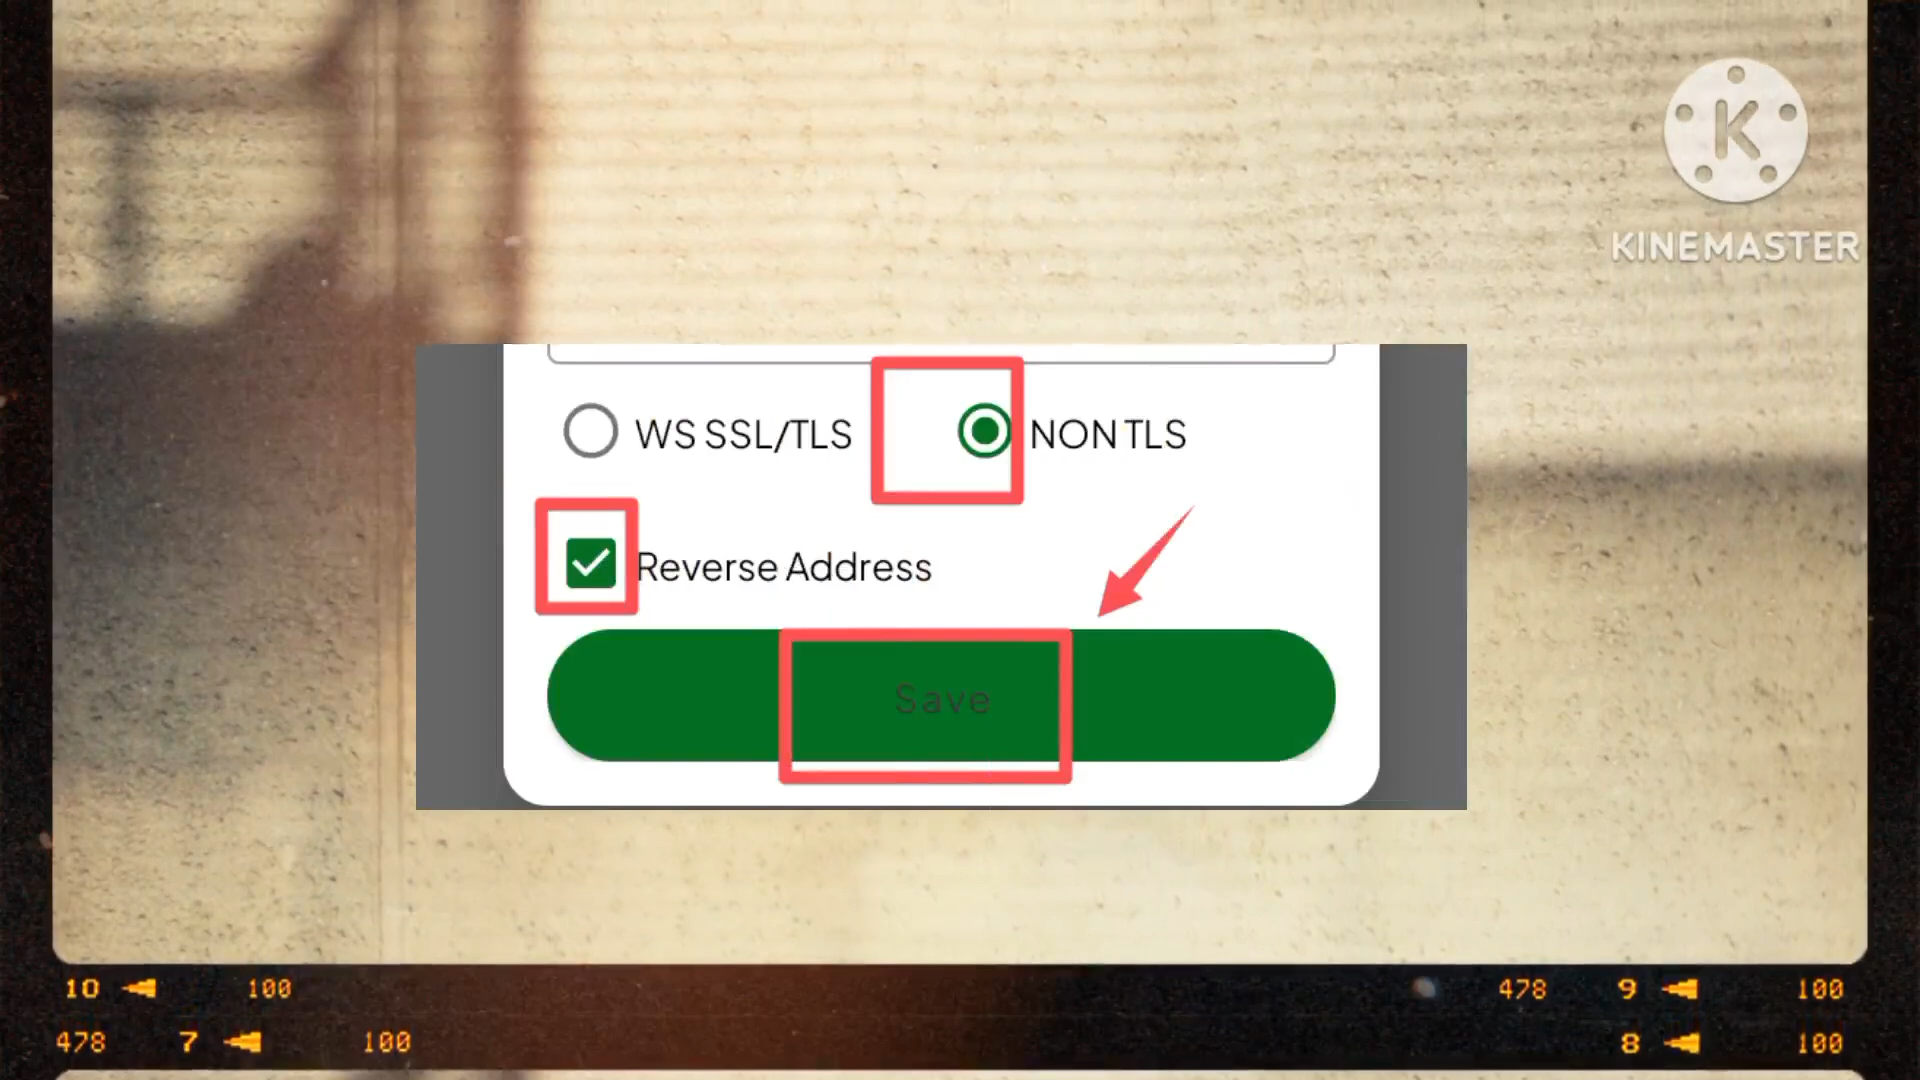 K
KINEMASTER
WS SSL/TLS NON TLS
Reverse Address
Save
10 100 478 9 100
478 7 100 8 100